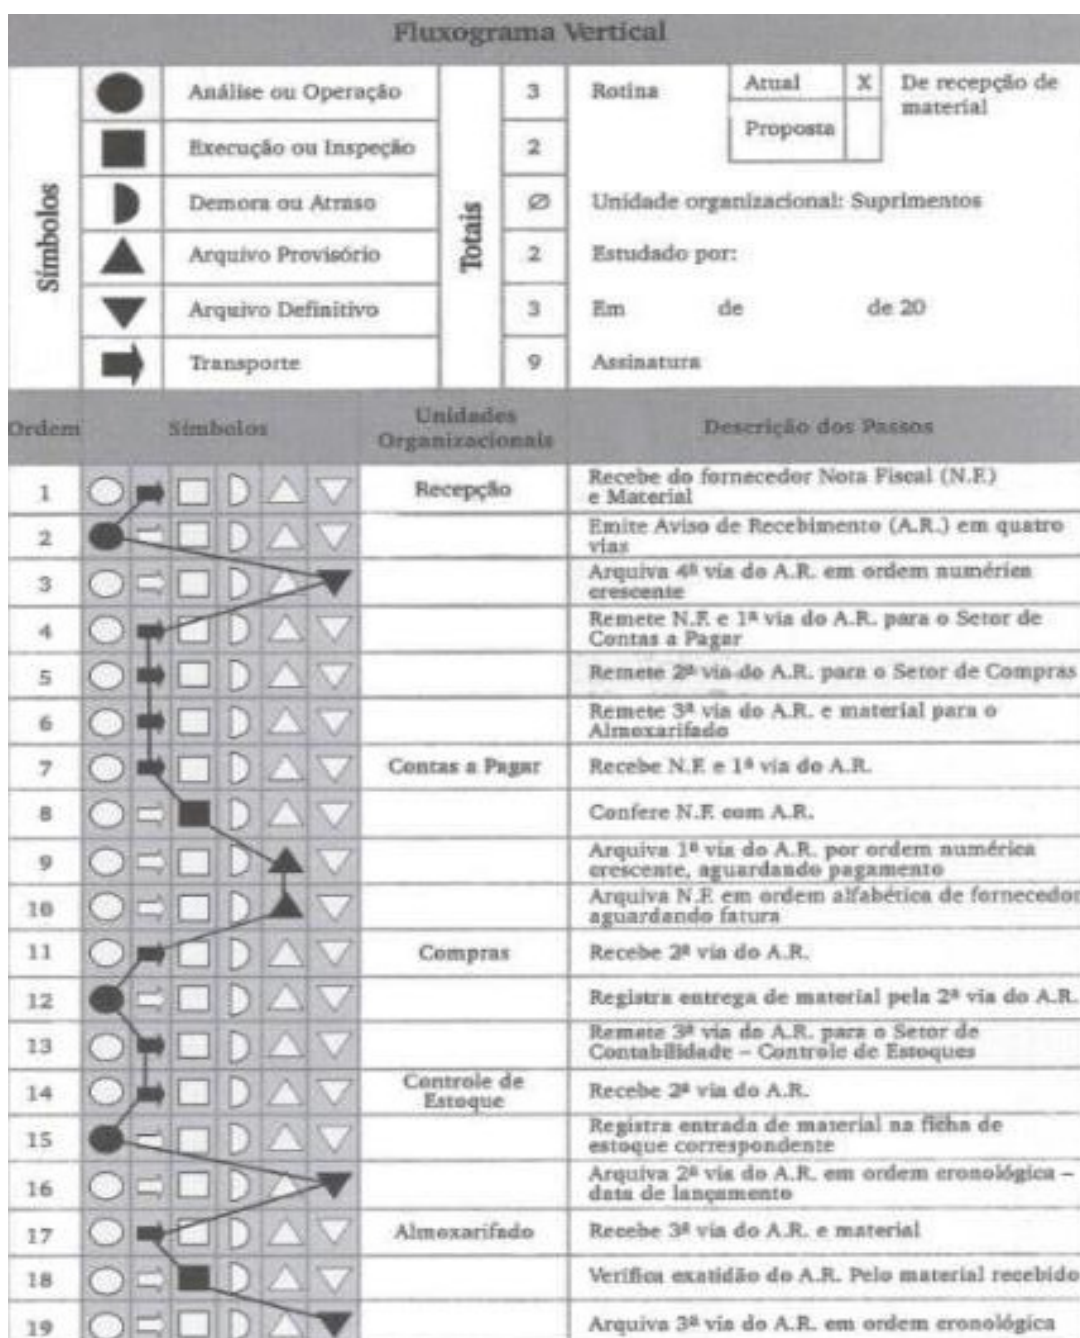 Fluxograma Vertical
Símbolos
Análise ou Operação
Execução ou Inspeção
Demora ou Atraso
Arquivo Provisório
Arquivo Definitivo
Transporte
Totais
3
2
∅
2
3
9
Rotina
Atual X
Proposta
De recepção de
material
Unidade organizacional: Suprimentos
Estudado por:
Em de de 20
Assinatura
Ordem Símbolos Unidades
Organizacionais Descrição dos Passos
1 Recepção Recebe do fornecedor Nota Fiscal (N.F.)
e Material
2 Emite Aviso de Recebimento (A.R.) em quatro
vias
3 Arquiva 4ª via do A.R. em ordem numérica
crescente
4 Remete N.F. e 1ª via do A.R. para o Setor de
Contas a Pagar
5 Remete 2ª via do A.R. para o Setor de Compras
6 Remete 3ª via do A.R. e material para o
Almoxarifado
7 Contas a Pagar Recebe N.F. e 1ª via do A.R.
8 Confere N.F. com A.R.
9 Arquiva 1ª via do A.R. por ordem numérica
crescente, aguardando pagamento
10 Arquiva N.F. em ordem alfabética de fornecedor
aguardando fatura
11 Compras Recebe 2ª via do A.R.
12 Registra entrega de material pela 2ª via do A.R.
13 Remete 3ª via do A.R. para o Setor de
Contabilidade – Controle de Estoques
14 Controle de
Estoque Recebe 2ª via do A.R.
15 Registra entrada de material na ficha de
estoque correspondente
16 Arquiva 2ª via do A.R. em ordem cronológica –
data de lançamento
17 Almoxarifado Recebe 3ª via do A.R. e material
18 Verifica exatidão do A.R. Pelo material recebido
19 Arquiva 3ª via do A.R. em ordem cronológica